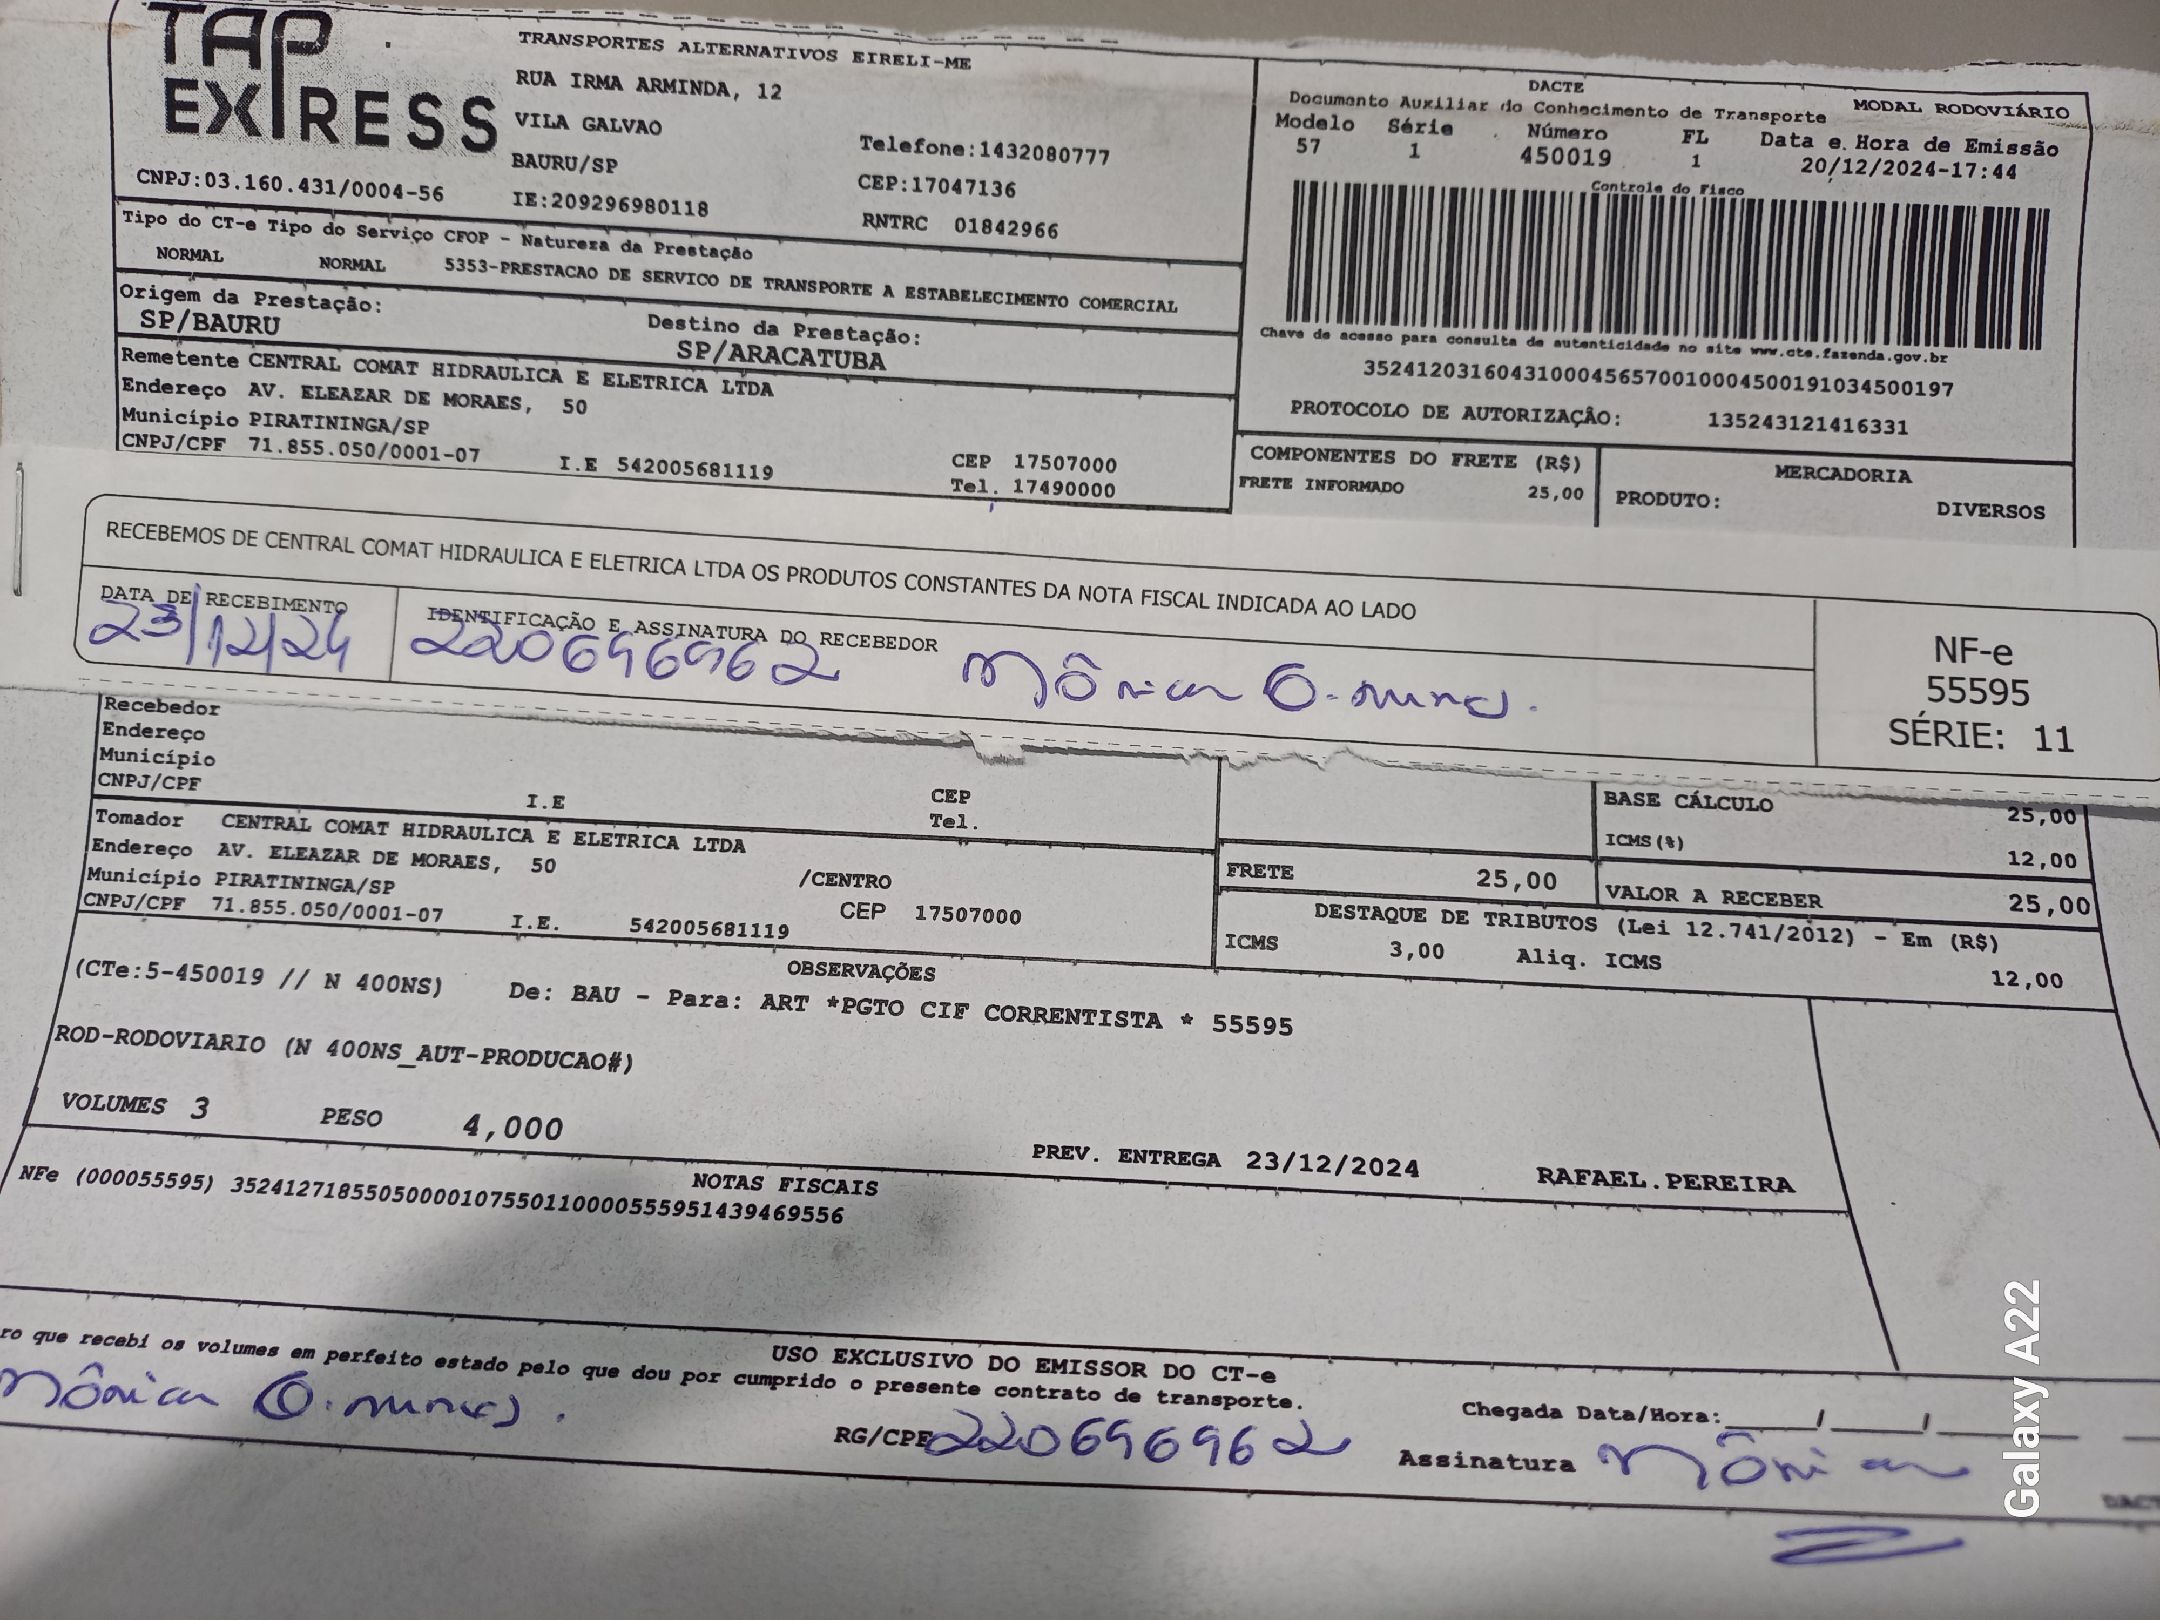 TAP EXPRESS
TRANSPORTES ALTERNATIVOS EIRELI-ME
RUA IRMA ARMINDA, 12
VILA GALVAO
BAURU/SP
IE:209296980118
Telefone:1432080777
CEP:17047136
RNTRC 01842966
CNPJ:03.160.431/0004-56
DACTE
Documento Auxiliar do Conhecimento de Transporte
MODAL RODOVIÁRIO
Modelo Série Número FL Data e Hora de Emissão
57 1 450019 1 20/12/2024-17:44
Controle do Fisco
Chave de acesso para consulta de autenticidade no site www.cte.fazenda.gov.br
35241203160431000456570010004500191034500197
PROTOCOLO DE AUTORIZAÇÃO: 135243121416331
Tipo do CT-e Tipo do Serviço CFOP - Natureza da Prestação
NORMAL NORMAL 5353-PRESTACAO DE SERVICO DE TRANSPORTE A ESTABELECIMENTO COMERCIAL
Origem da Prestação: Destino da Prestação:
SP/BAURU SP/ARACATUBA
Remetente CENTRAL COMAT HIDRAULICA E ELETRICA LTDA
Endereço AV. ELEAZAR DE MORAES, 50
Município PIRATININGA/SP CEP 17507000
CNPJ/CPF 71.855.050/0001-07 I.E 542005681119 Tel. 17490000
COMPONENTES DO FRETE (R$)
FRETE INFORMADO 25,00
MERCADORIA
PRODUTO: DIVERSOS
RECEBEMOS DE CENTRAL COMAT HIDRAULICA E ELETRICA LTDA OS PRODUTOS CONSTANTES DA NOTA FISCAL INDICADA AO LADO
DATA DE RECEBIMENTO IDENTIFICAÇÃO E ASSINATURA DO RECEBEDOR
23/12/24 220696962 Mônica O. nunes.
NF-e
55595
SÉRIE: 11
Recebedor
Endereço
Município CEP
CNPJ/CPF I.E Tel.
Tomador CENTRAL COMAT HIDRAULICA E ELETRICA LTDA
Endereço AV. ELEAZAR DE MORAES, 50 /CENTRO
Município PIRATININGA/SP CEP 17507000
CNPJ/CPF 71.855.050/0001-07 I.E. 542005681119
BASE CÁLCULO 25,00
ICMS(%) 12,00
FRETE 25,00 VALOR A RECEBER 25,00
DESTAQUE DE TRIBUTOS (Lei 12.741/2012) - Em (R$)
ICMS 3,00 Aliq. ICMS 12,00
OBSERVAÇÕES
(CTe:5-450019 // N 400NS) De: BAU - Para: ART *PGTO CIF CORRENTISTA * 55595
ROD-RODOVIARIO (N 400NS_AUT-PRODUCAO#)
VOLUMES 3 PESO 4,000 PREV. ENTREGA 23/12/2024 RAFAEL.PEREIRA
NOTAS FISCAIS
NFe (000055595) 35241271855050000107550110000555951439469556
USO EXCLUSIVO DO EMISSOR DO CT-e
ro que recebi os volumes em perfeito estado pelo que dou por cumprido o presente contrato de transporte.
Mônica O. nunes. RG/CPF 220696962
Chegada Data/Hora:_____/_____/_____
Assinatura Mônica
DACT
Galaxy A22